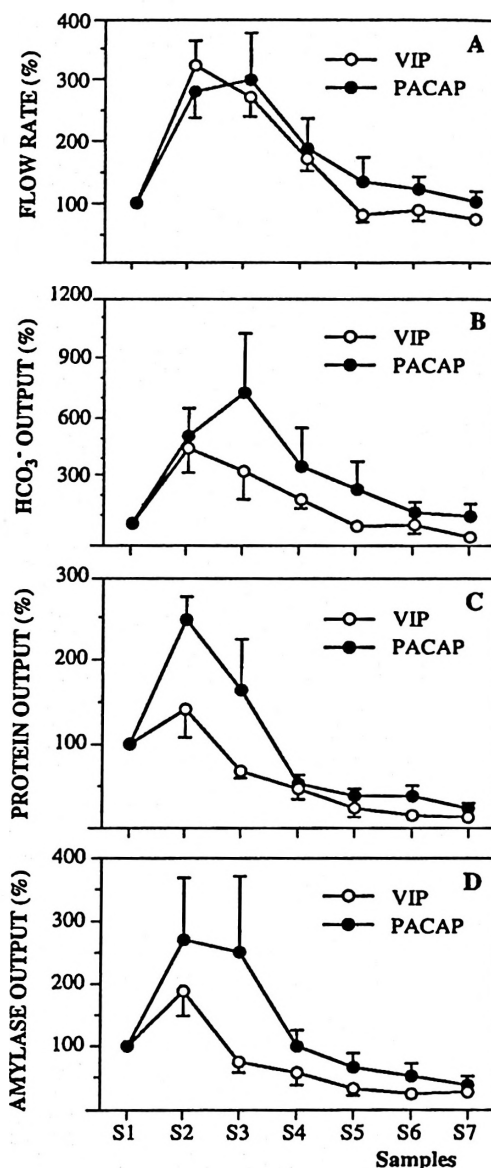 400
A
VIP
300
PACAP
200
100
FLOW RATE (%)
1200
B
VIP
900
PACAP
600
300
HCO₃⁻ OUTPUT (%)
300
C
VIP
200
PACAP
100
PROTEIN OUTPUT (%)
400
D
VIP
300
PACAP
200
100
AMYLASE OUTPUT (%)
S1 S2 S3 S4 S5 S6 S7
Samples